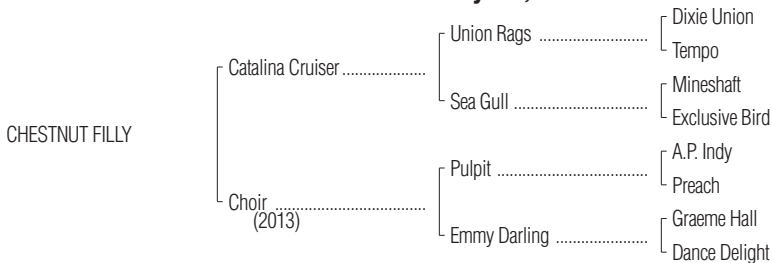 Dixie Union
Union Rags ....................
Tempo
Catalina Cruiser ....................
Mineshaft
Sea Gull .........................
Exclusive Bird
CHESTNUT FILLY
A.P. Indy
Pulpit ............................
Preach
Choir ....................................
(2013)
Graeme Hall
Emmy Darling .....................
Dance Delight